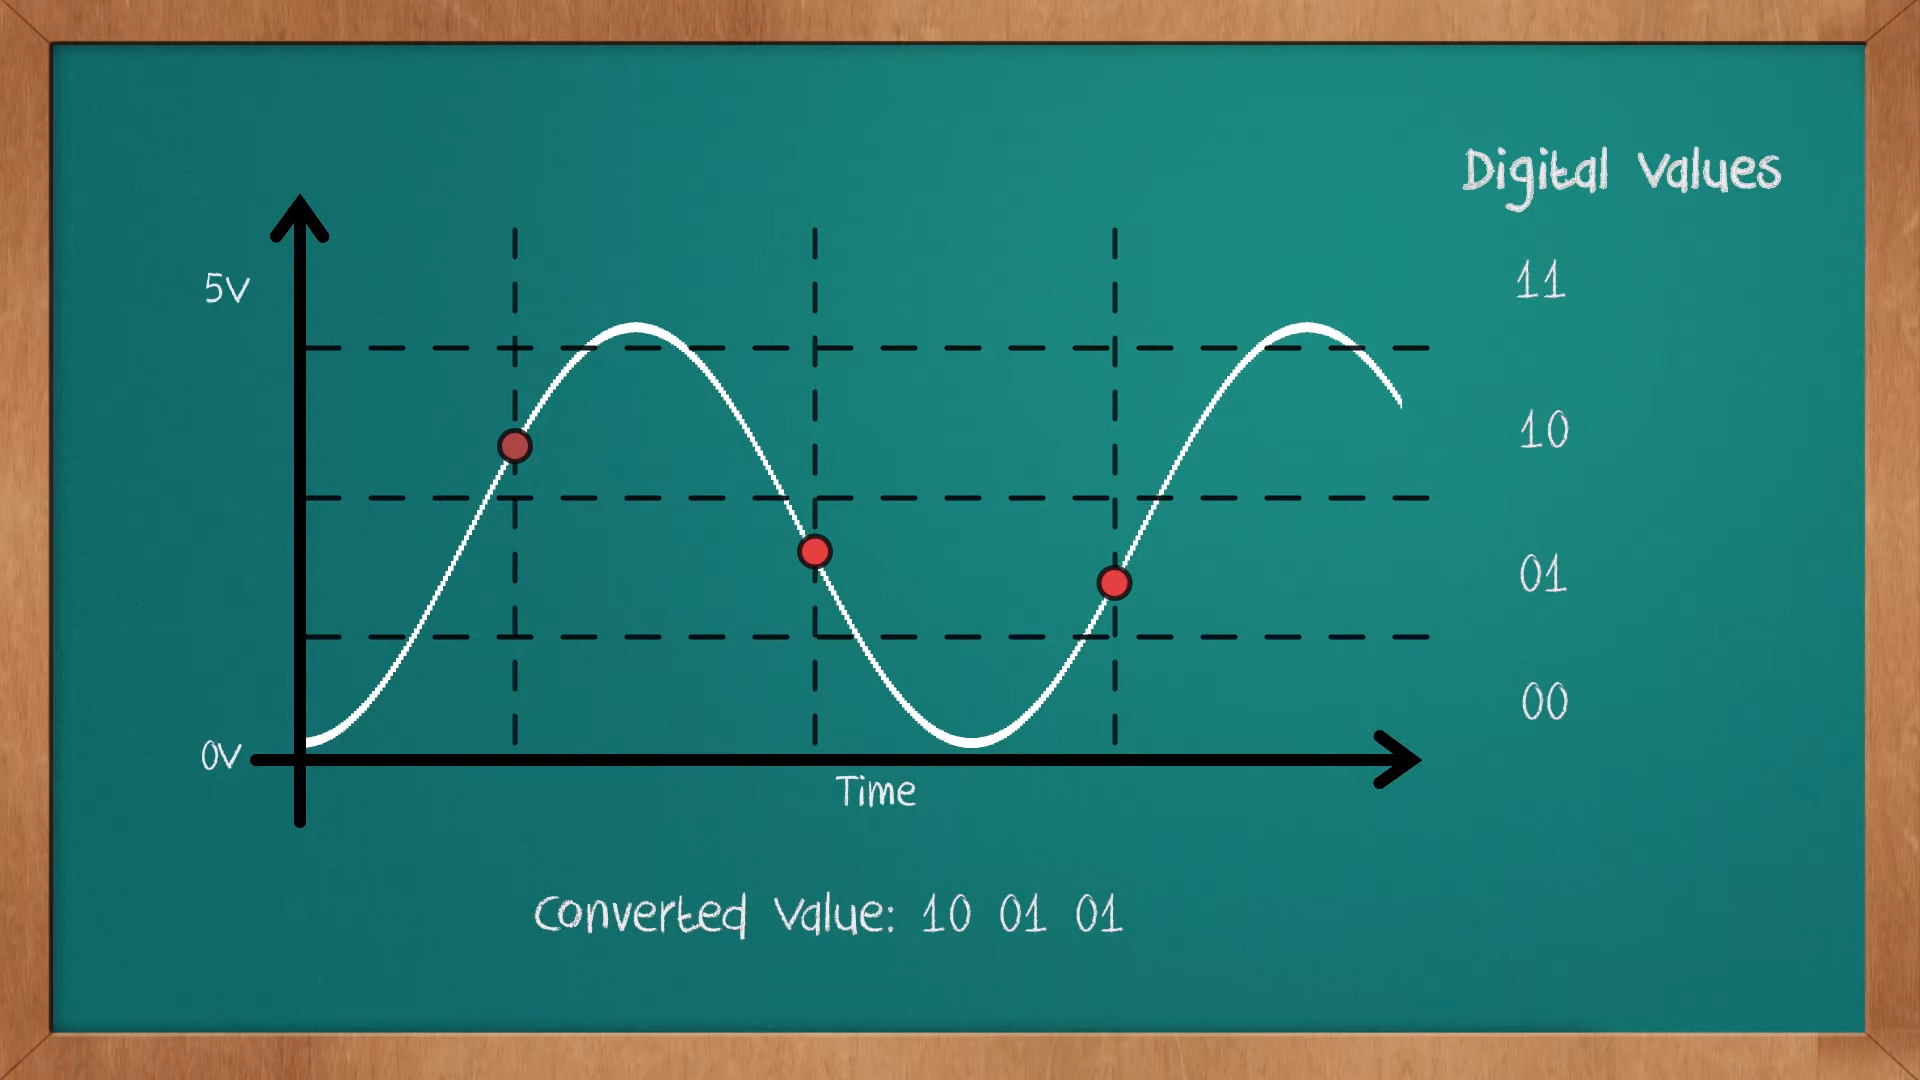 Digital Values
5V
11
10
01
00
0V
Time
Converted Value: 10 01 01